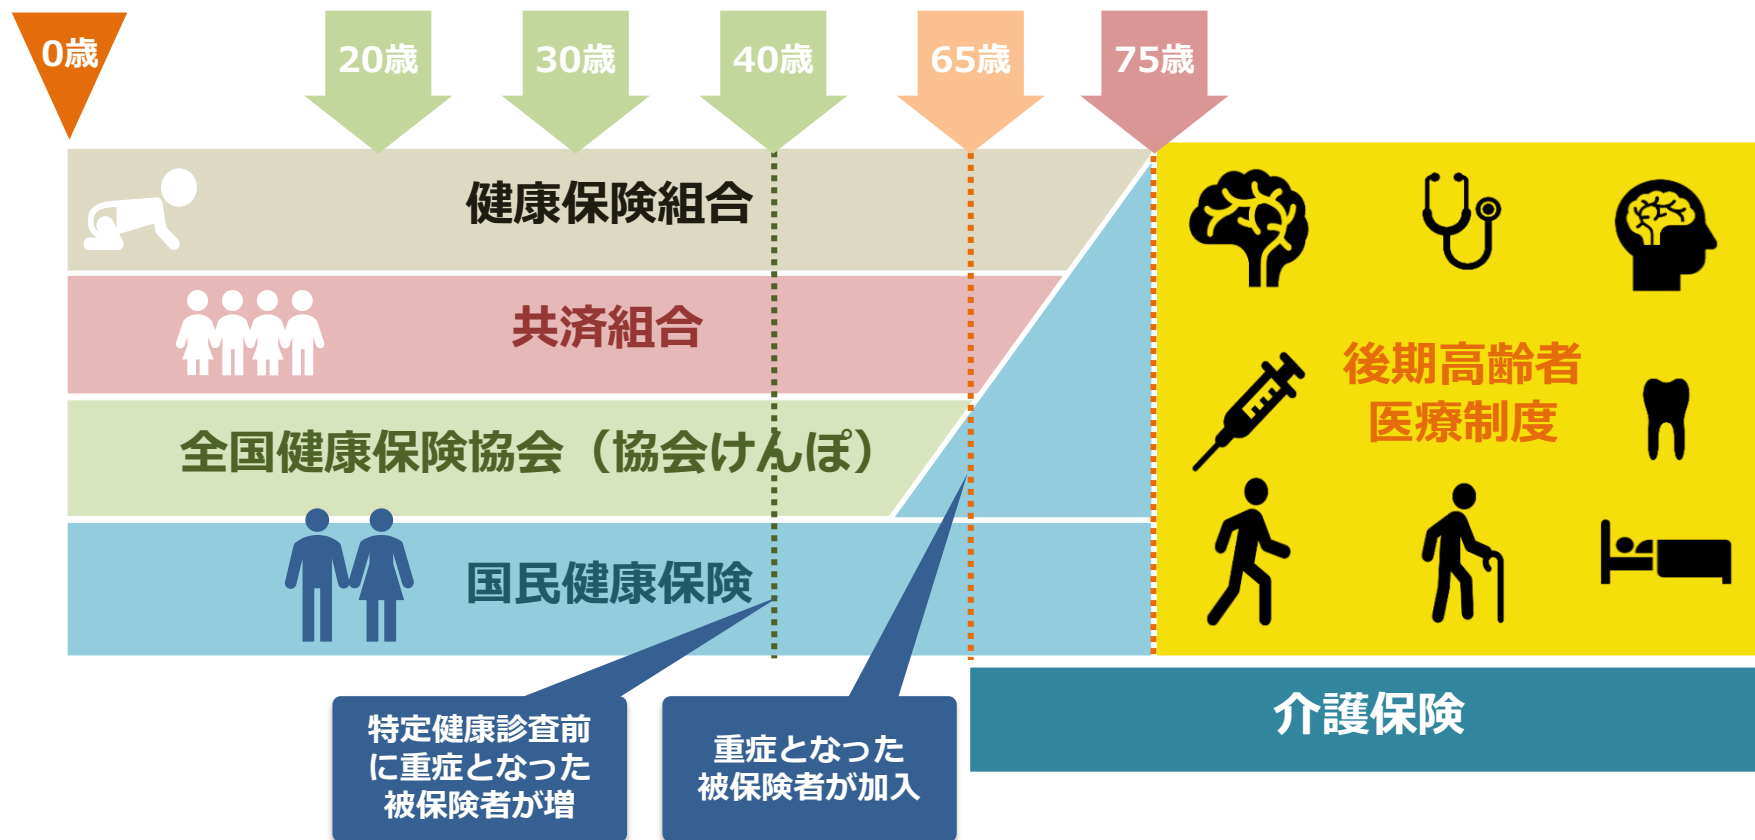 0歳
20歳
30歳
40歳
65歳
75歳
健康保険組合
共済組合
全国健康保険協会（協会けんぽ）
国民健康保険
後期高齢者
医療制度
特定健康診査前
に重症となった
被保険者が増
重症となった
被保険者が加入
介護保険